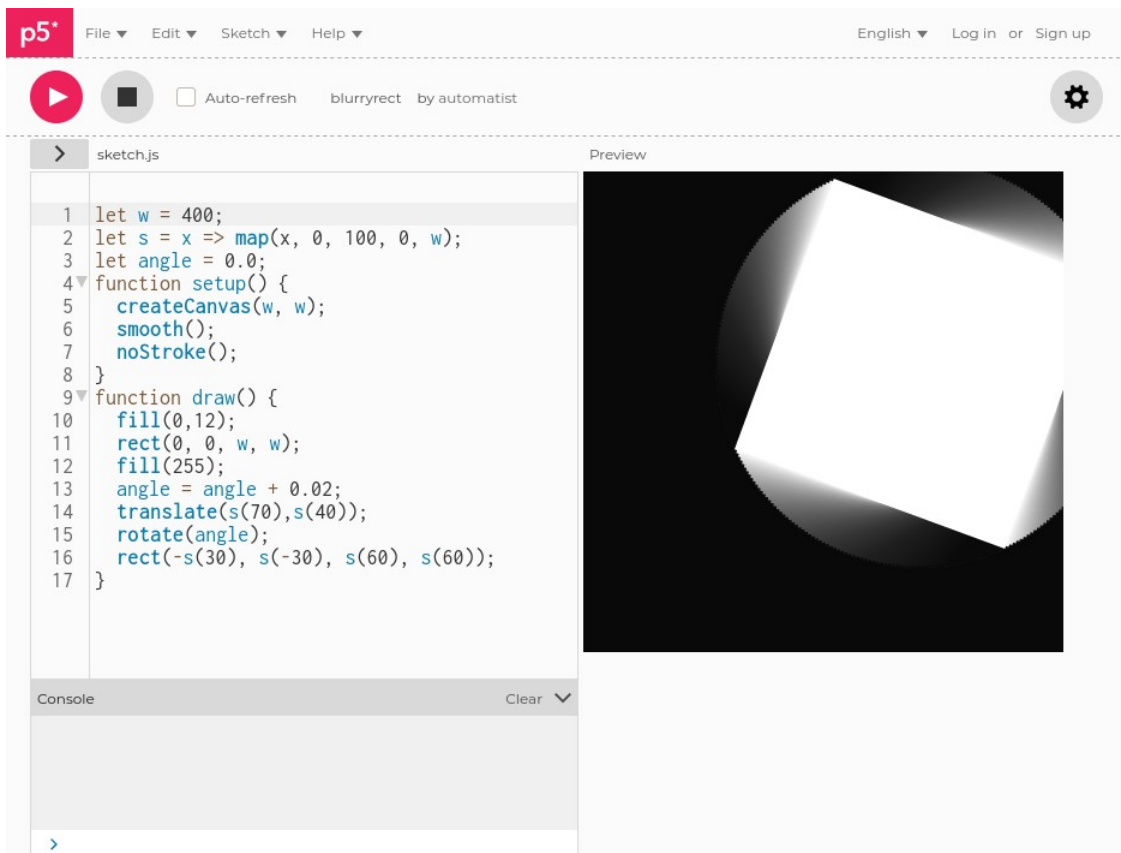 p5* File Edit Sketch Help English Log in or Sign up
Auto-refresh blurryrect by automatist
> sketch.js Preview
1 let w = 400;
2 let s = x => map(x, 0, 100, 0, w);
3 let angle = 0.0;
4 function setup() {
5   createCanvas(w, w);
6   smooth();
7   noStroke();
8 }
9 function draw() {
10   fill(0,12);
11   rect(0, 0, w, w);
12   fill(255);
13   angle = angle + 0.02;
14   translate(s(70),s(40));
15   rotate(angle);
16   rect(-s(30), s(-30), s(60), s(60));
17 }
Console Clear
>